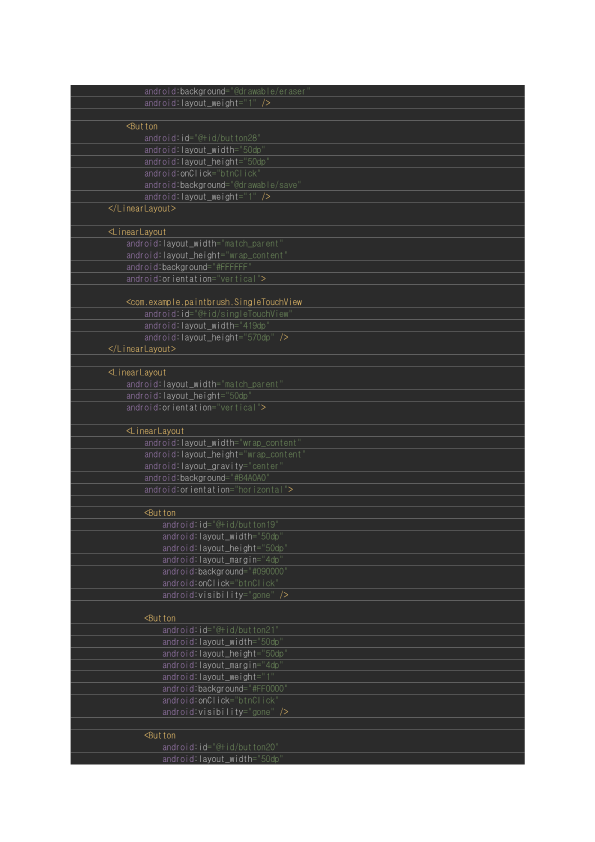 android:background="@drawable/eraser"
android:layout_weight="1" />
<Button
android:id="@+id/button28"
android:layout_width="50dp"
android:layout_height="50dp"
android:onClick="btnClick"
android:background="@drawable/save"
android:layout_weight="1" />
</LinearLayout>
<LinearLayout
android:layout_width="match_parent"
android:layout_height="wrap_content"
android:background="#FFFFFF"
android:orientation="vertical">
<com.example.paintbrush.SingleTouchView
android:id="@+id/singleTouchView"
android:layout_width="419dp"
android:layout_height="570dp" />
</LinearLayout>
<LinearLayout
android:layout_width="match_parent"
android:layout_height="50dp"
android:orientation="vertical">
<LinearLayout
android:layout_width="wrap_content"
android:layout_height="wrap_content"
android:layout_gravity="center"
android:background="#B4A0A0"
android:orientation="horizontal">
<Button
android:id="@+id/button19"
android:layout_width="50dp"
android:layout_height="50dp"
android:layout_margin="4dp"
android:background="#090000"
android:onClick="btnClick"
android:visibility="gone" />
<Button
android:id="@+id/button21"
android:layout_width="50dp"
android:layout_height="50dp"
android:layout_margin="4dp"
android:layout_weight="1"
android:background="#FF0000"
android:onClick="btnClick"
android:visibility="gone" />
<Button
android:id="@+id/button20"
android:layout_width="50dp"